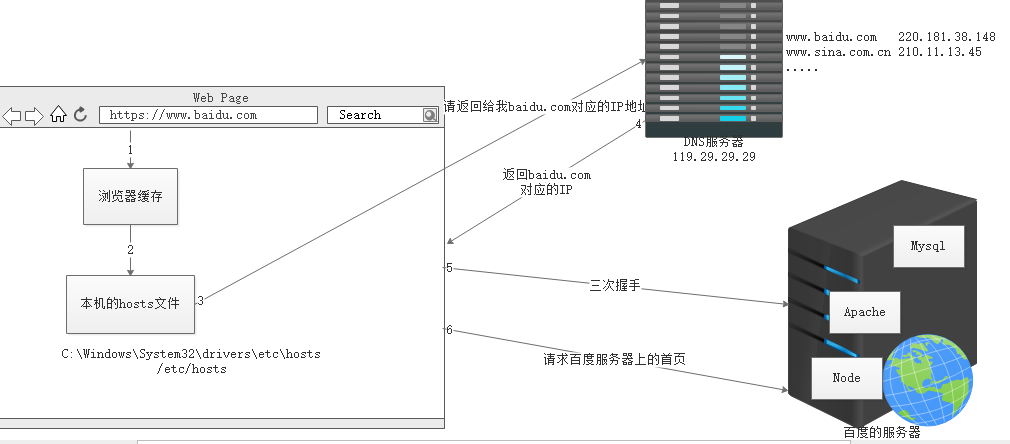 Web Page
https://www.baidu.com
Search
1
浏览器缓存
2
本机的hosts文件
C:\Windows\System32\drivers\etc\hosts
/etc/hosts
3
请返回给我baidu.com对应的IP地址
www.baidu.com 220.181.38.148
www.sina.com.cn 210.11.13.45
.....
DNS服务器
119.29.29.29
4
返回baidu.com
对应的IP
5
三次握手
6
请求百度服务器上的首页
Mysql
Apache
Node
百度的服务器